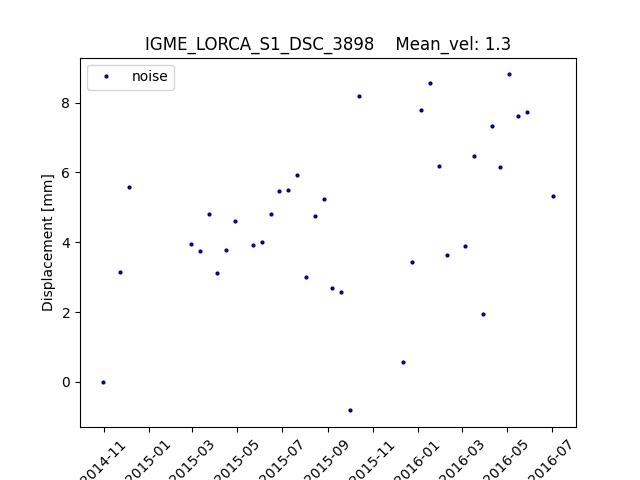 IGME_LORCA_S1_DSC_3898    Mean_vel: 1.3
noise
Displacement [mm]
8
6
4
2
0
2014-11 2015-01 2015-03 2015-05 2015-07 2015-09 2015-11 2016-01 2016-03 2016-05 2016-07